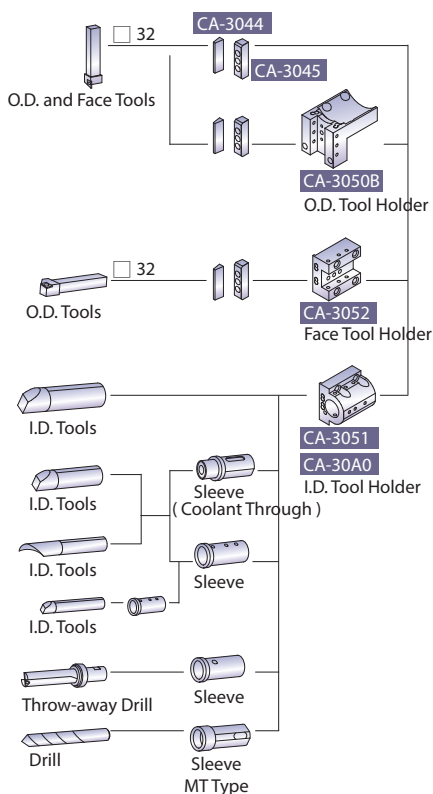 CA-3044
□ 32
CA-3045
O.D. and Face Tools
CA-3050B
O.D. Tool Holder
□ 32
O.D. Tools
CA-3052
Face Tool Holder
I.D. Tools
CA-3051
CA-30A0
I.D. Tool Holder
I.D. Tools
Sleeve
( Coolant Through )
I.D. Tools
Sleeve
I.D. Tools
Throw-away Drill
Sleeve
Drill
Sleeve
MT Type